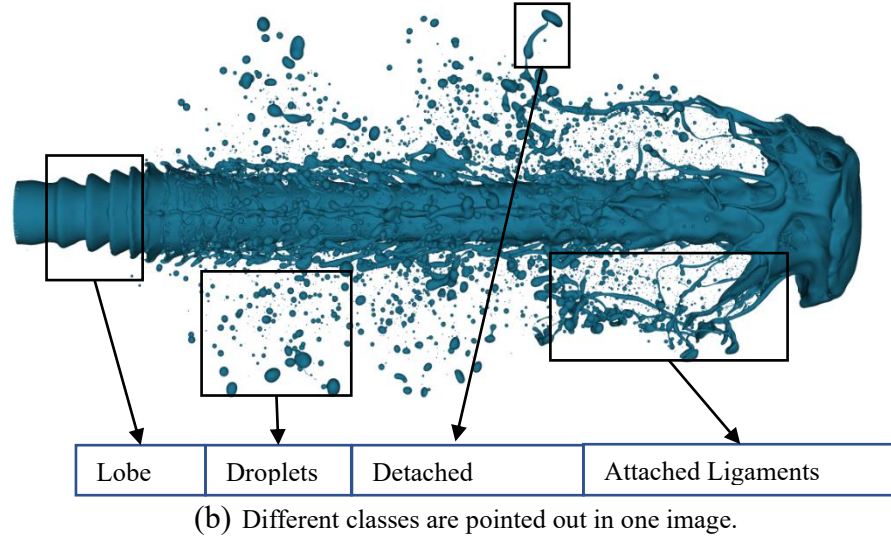 Lobe Droplets Detached Attached Ligaments
(b) Different classes are pointed out in one image.